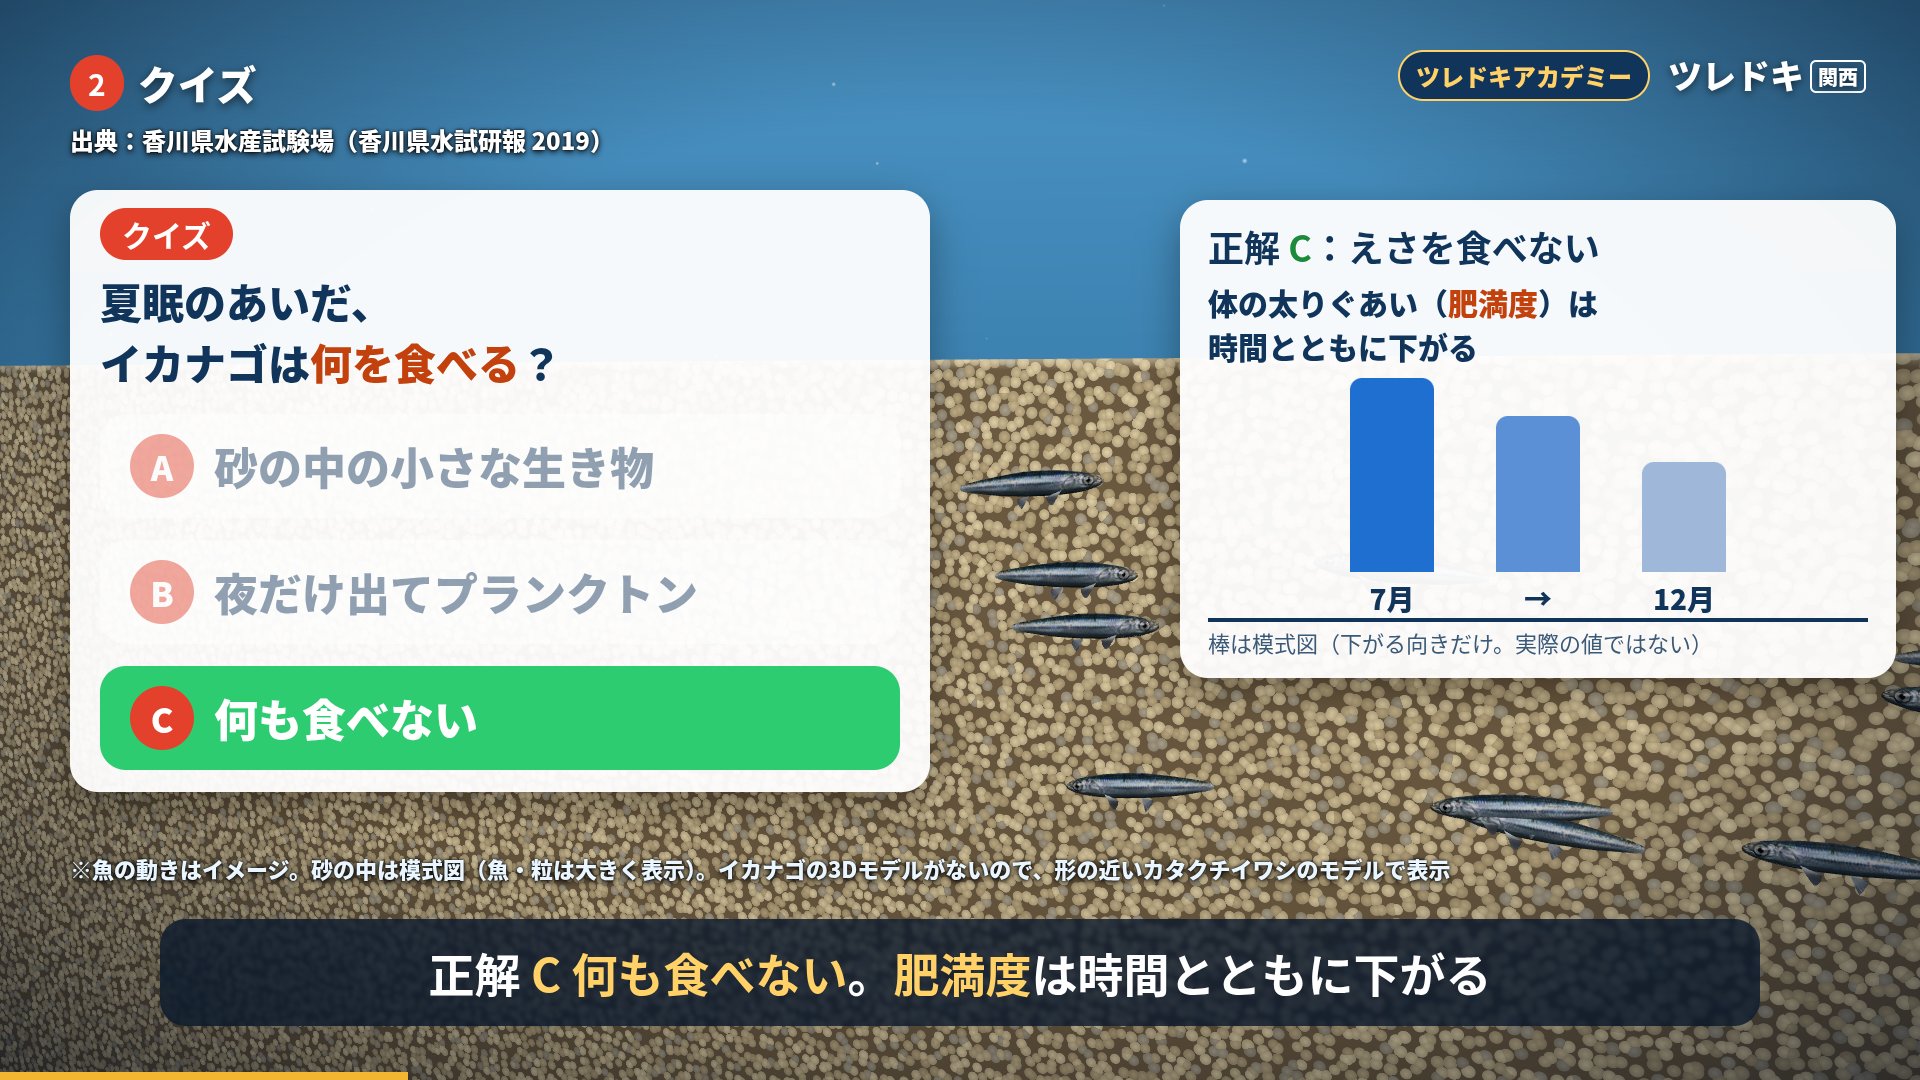 2 クイズ
出典：香川県水産試験場（香川県水試研報 2019）
ツレドキアカデミー
ツレドキ 関西
クイズ
夏眠のあいだ、
イカナゴは何を食べる？
A 砂の中の小さな生き物
B 夜だけ出てプランクトン
C 何も食べない
正解 C：えさを食べない
体の太りぐあい（肥満度）は
時間とともに下がる
7月 → 12月
棒は模式図（下がる向きだけ。実際の値ではない）
※魚の動きはイメージ。砂の中は模式図（魚・粒は大きく表示）。イカナゴの3Dモデルがないので、形の近いカタクチイワシのモデルで表示
正解 C 何も食べない。肥満度は時間とともに下がる